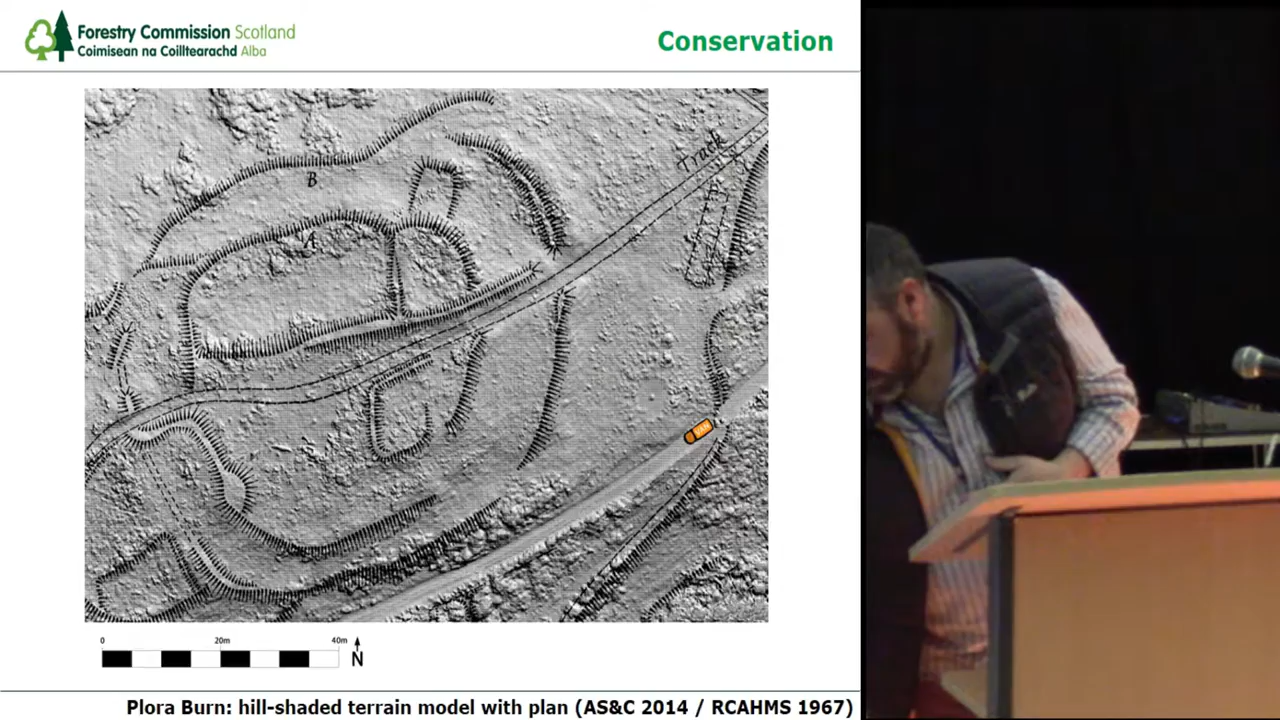 Forestry Commission Scotland
Coimisean na Coilltearachd Alba
Conservation
Track
B
A
VAN
0 20m 40m
N
Plora Burn: hill-shaded terrain model with plan (AS&C 2014 / RCAHMS 1967)